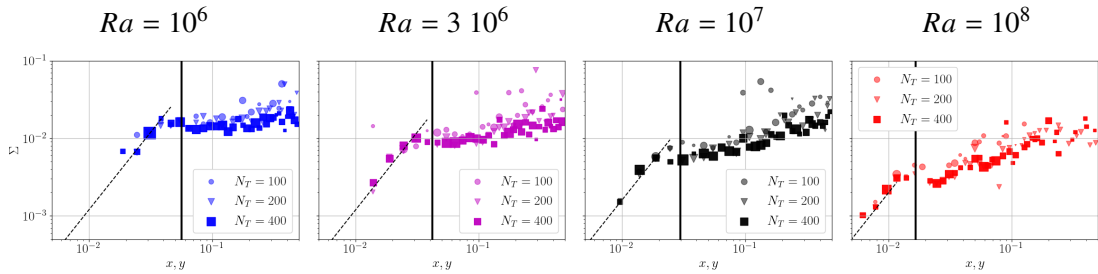 Ra = 10^6 Ra = 3 10^6 Ra = 10^7 Ra = 10^8
10^{-1}
10^{-2}
10^{-3}
Σ
N_T = 100
N_T = 200
N_T = 400
10^{-2} 10^{-1}
x, y
N_T = 100
N_T = 200
N_T = 400
10^{-2} 10^{-1}
x, y
N_T = 100
N_T = 200
N_T = 400
10^{-2} 10^{-1}
x, y
N_T = 100
N_T = 200
N_T = 400
10^{-2} 10^{-1}
x, y